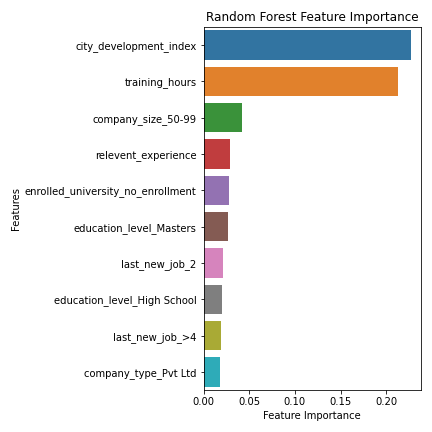 Random Forest Feature Importance
Features
city_development_index
training_hours
company_size_50-99
relevent_experience
enrolled_university_no_enrollment
education_level_Masters
last_new_job_2
education_level_High School
last_new_job_>4
company_type_Pvt Ltd
0.00 0.05 0.10 0.15 0.20
Feature Importance